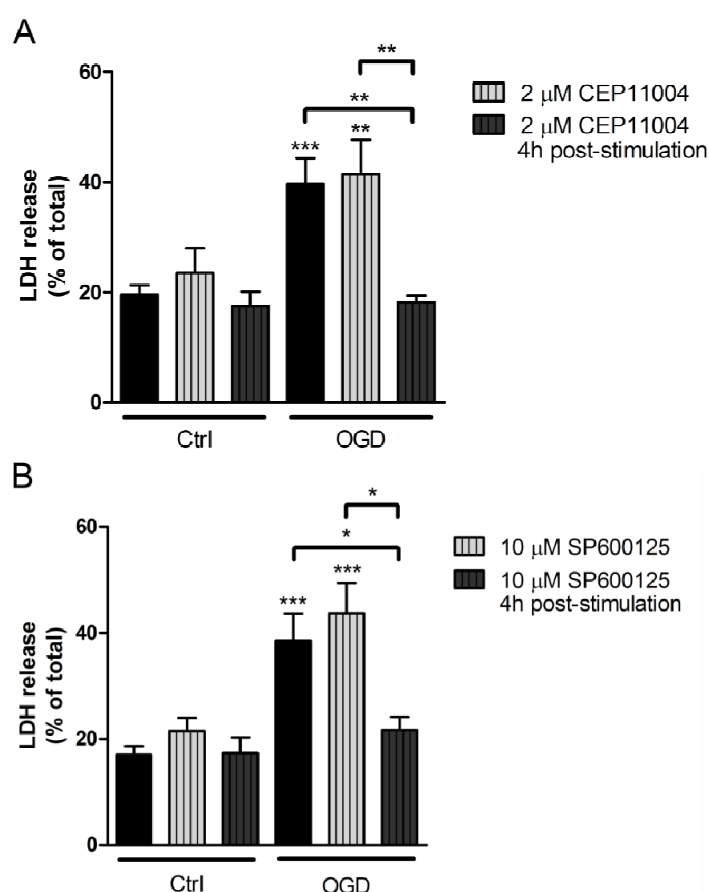 A
**
60
2 μM CEP11004
**
2 μM CEP11004
4h post-stimulation
***
**
40
LDH release
(% of total)
20
0
Ctrl
OGD
B
*
60
10 μM SP600125
*
10 μM SP600125
4h post-stimulation
***
***
40
LDH release
(% of total)
20
0
Ctrl
OGD